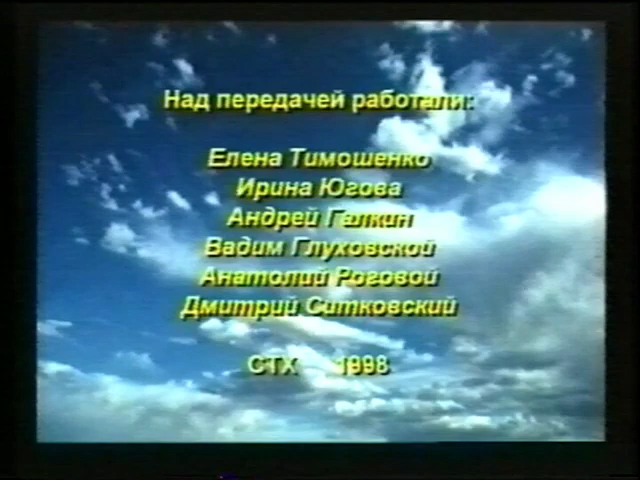 Над передачей работали:
Елена Тимошенко
Ирина Югова
Андрей Галкин
Вадим Глуховской
Анатолий Роговой
Дмитрий Ситковский
СТХ 1998